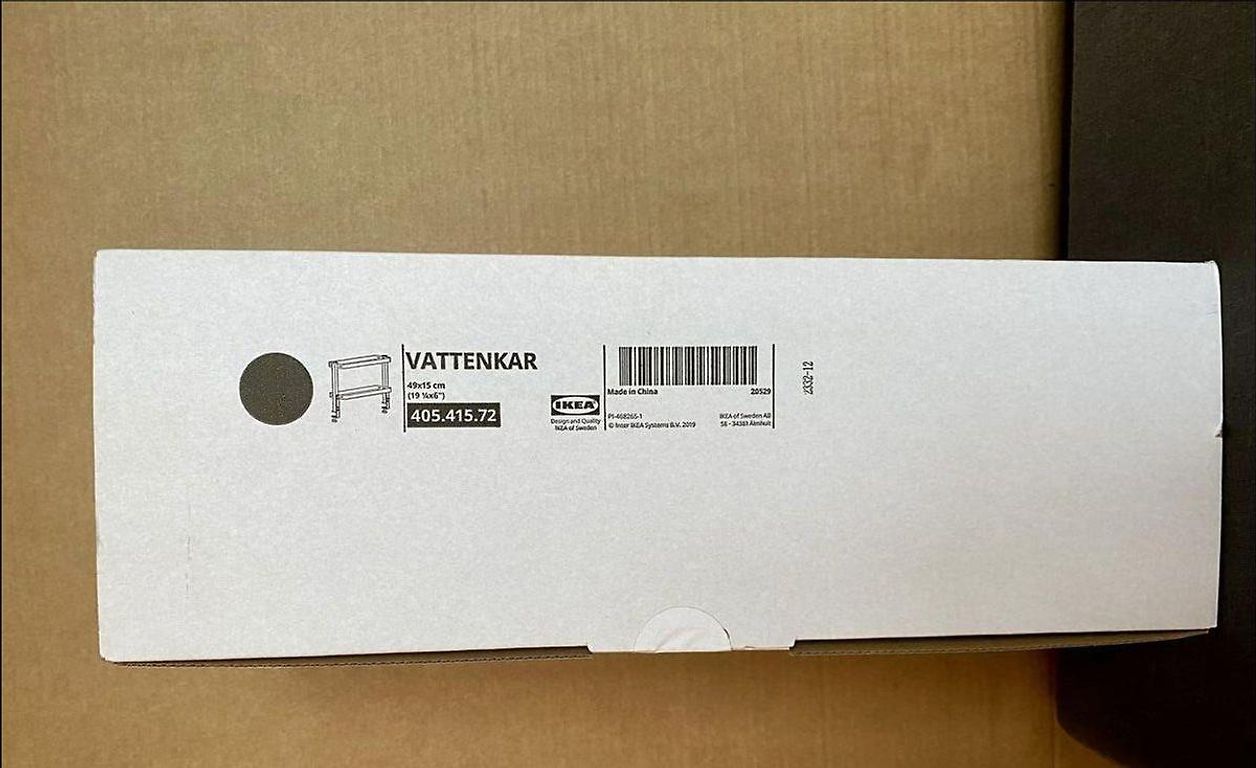 VATTENKAR
49x15 cm
(19 ¼x6")
405.415.72
IKEA
Design and Quality
IKEA of Sweden
Made in China
20529
PI-468265-1
© Inter IKEA Systems B.V. 2019
IKEA of Sweden AB
SE - 34381 Älmhult
2332-12